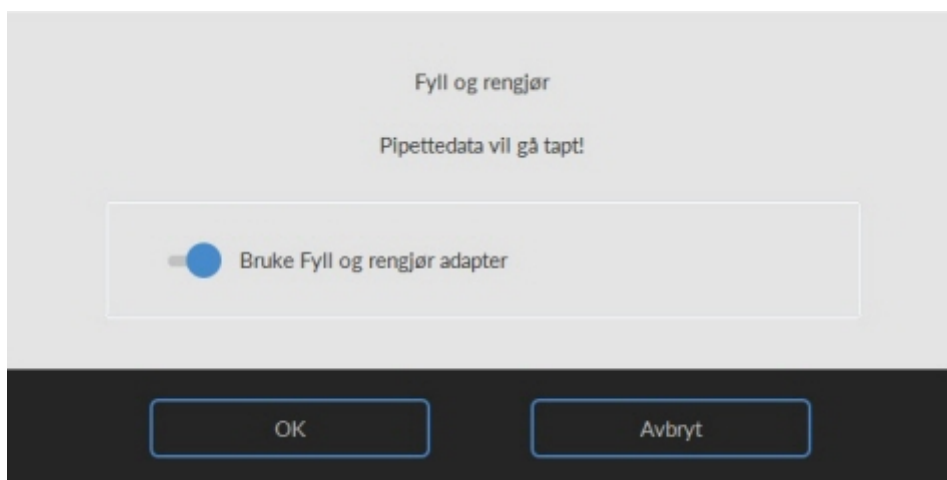 Fyll og rengjør
Pipettedata vil gå tapt!
Bruke Fyll og rengjør adapter
OK
Avbryt